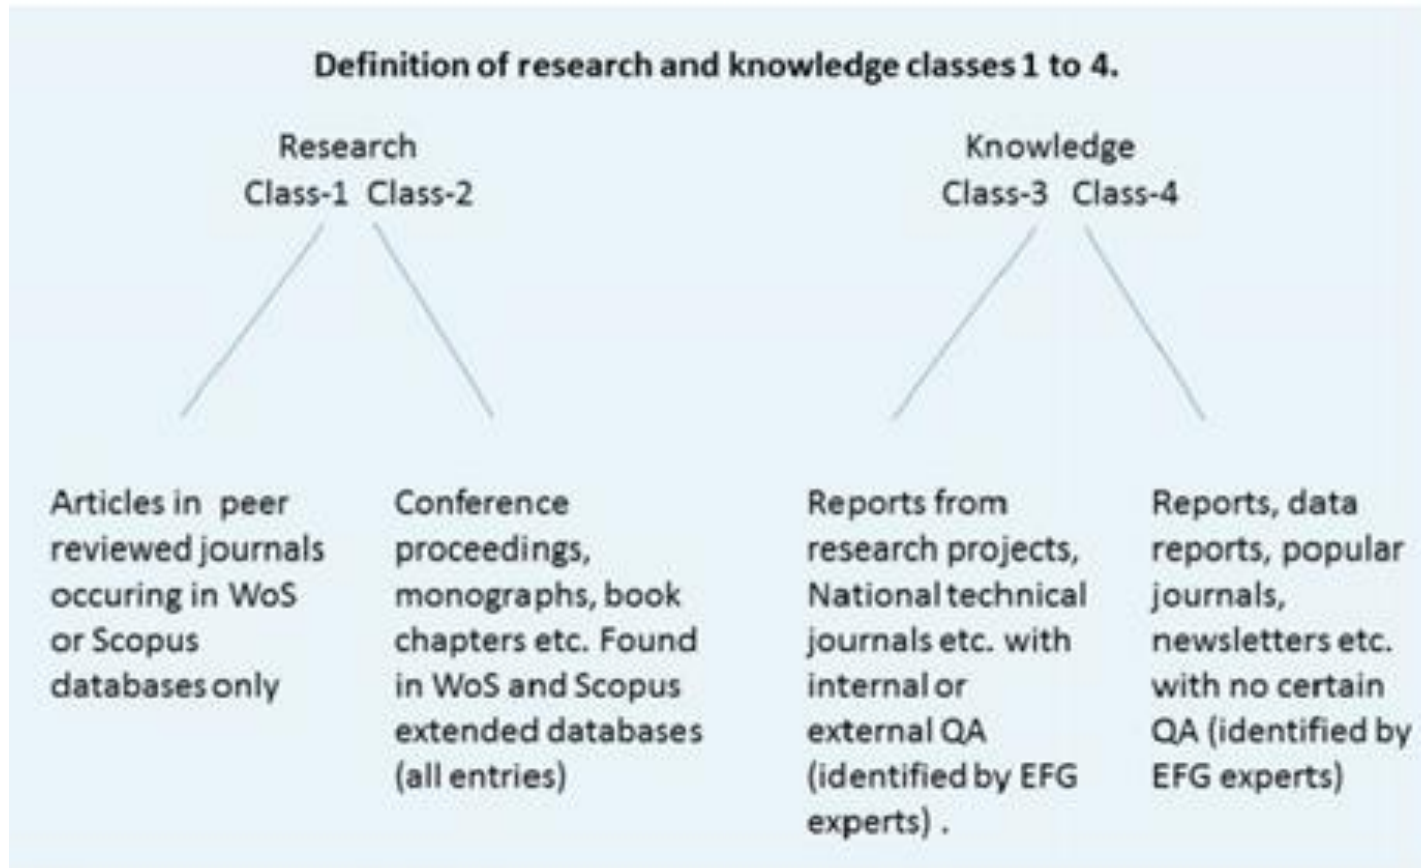 Definition of research and knowledge classes 1 to 4.
Research
Class-1 Class-2
Knowledge
Class-3 Class-4
Articles in peer
reviewed journals
occuring in WoS
or Scopus
databases only
Conference
proceedings,
monographs, book
chapters etc. Found
in WoS and Scopus
extended databases
(all entries)
Reports from
research projects,
National technical
journals etc. with
internal or
external QA
(identified by EFG
experts) .
Reports, data
reports, popular
journals,
newsletters etc.
with no certain
QA (identified by
EFG experts)